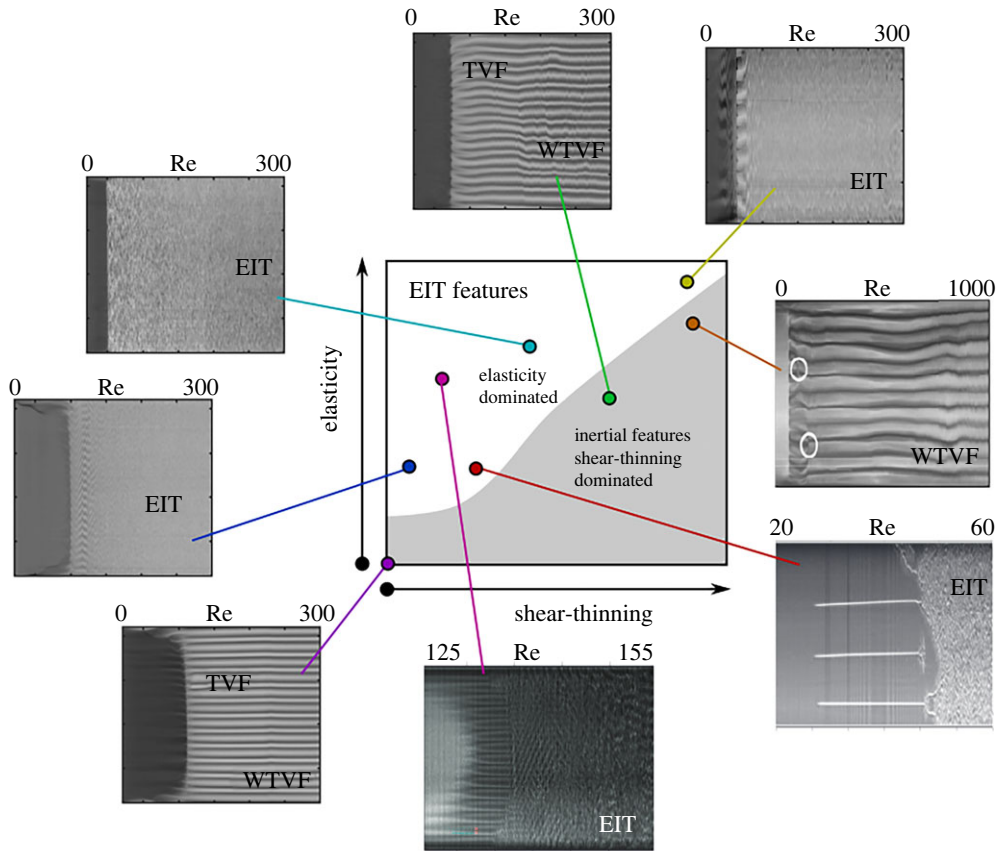 0 Re 300
TVF
WTVF
0 Re 300
EIT
0 Re 300
EIT
EIT features
elasticity
dominated
inertial features
shear-thinning
dominated
elasticity
shear-thinning
0 Re 1000
WTVF
0 Re 300
EIT
20 Re 60
EIT
0 Re 300
TVF
WTVF
125 Re 155
EIT